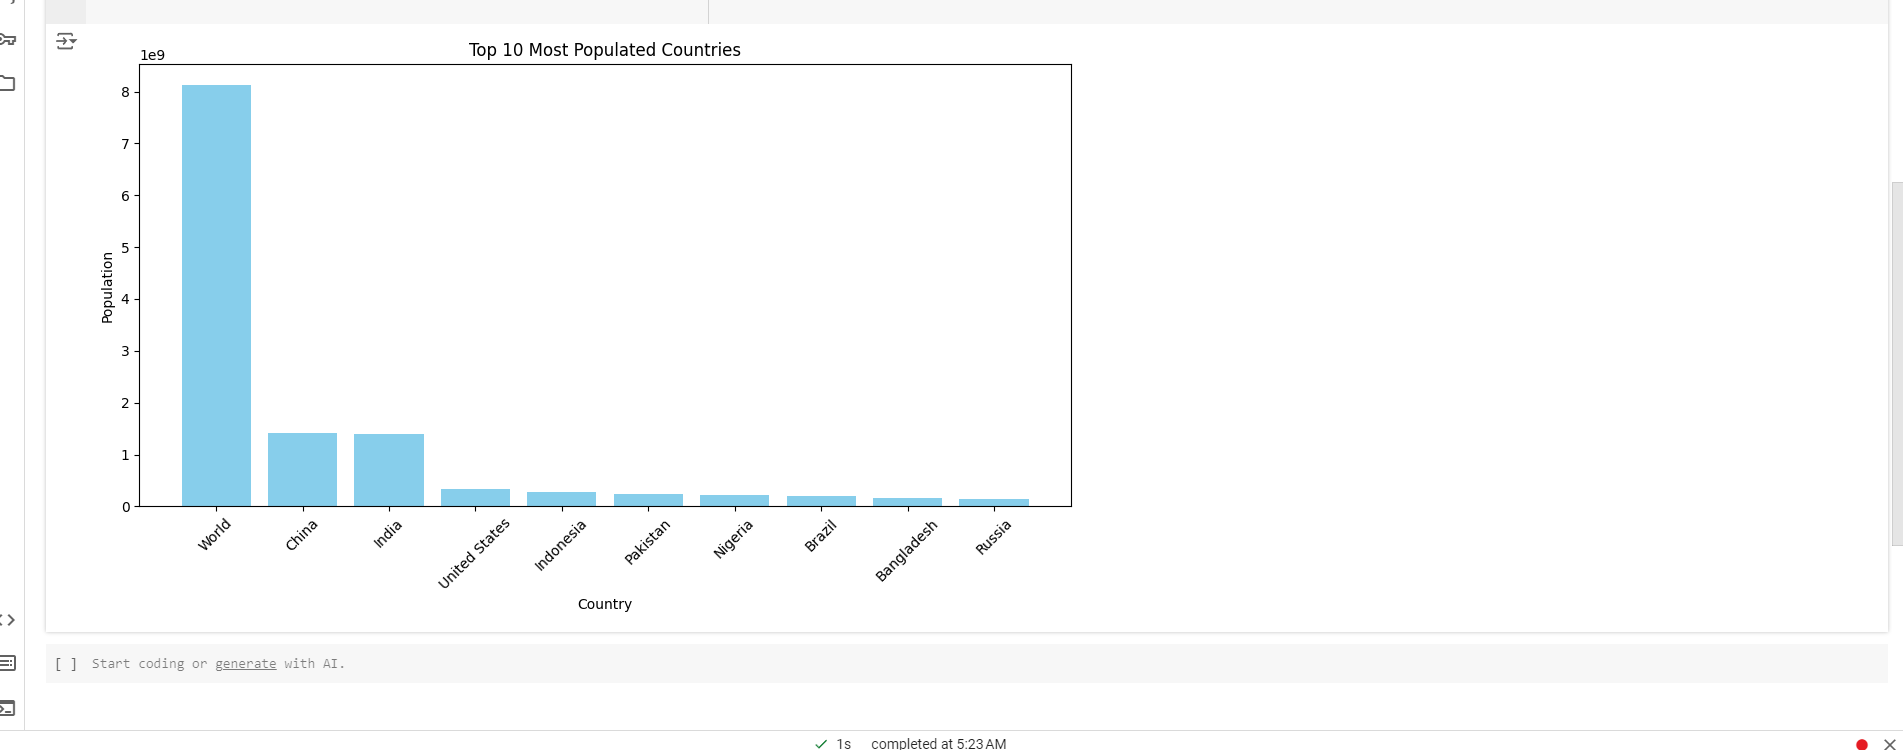 Top 10 Most Populated Countries
1e9
8
7
6
5
4
3
2
1
0
Population
World
China
India
United States
Indonesia
Pakistan
Nigeria
Brazil
Bangladesh
Russia
Country
[ ] Start coding or generate with AI.
1s completed at 5:23 AM